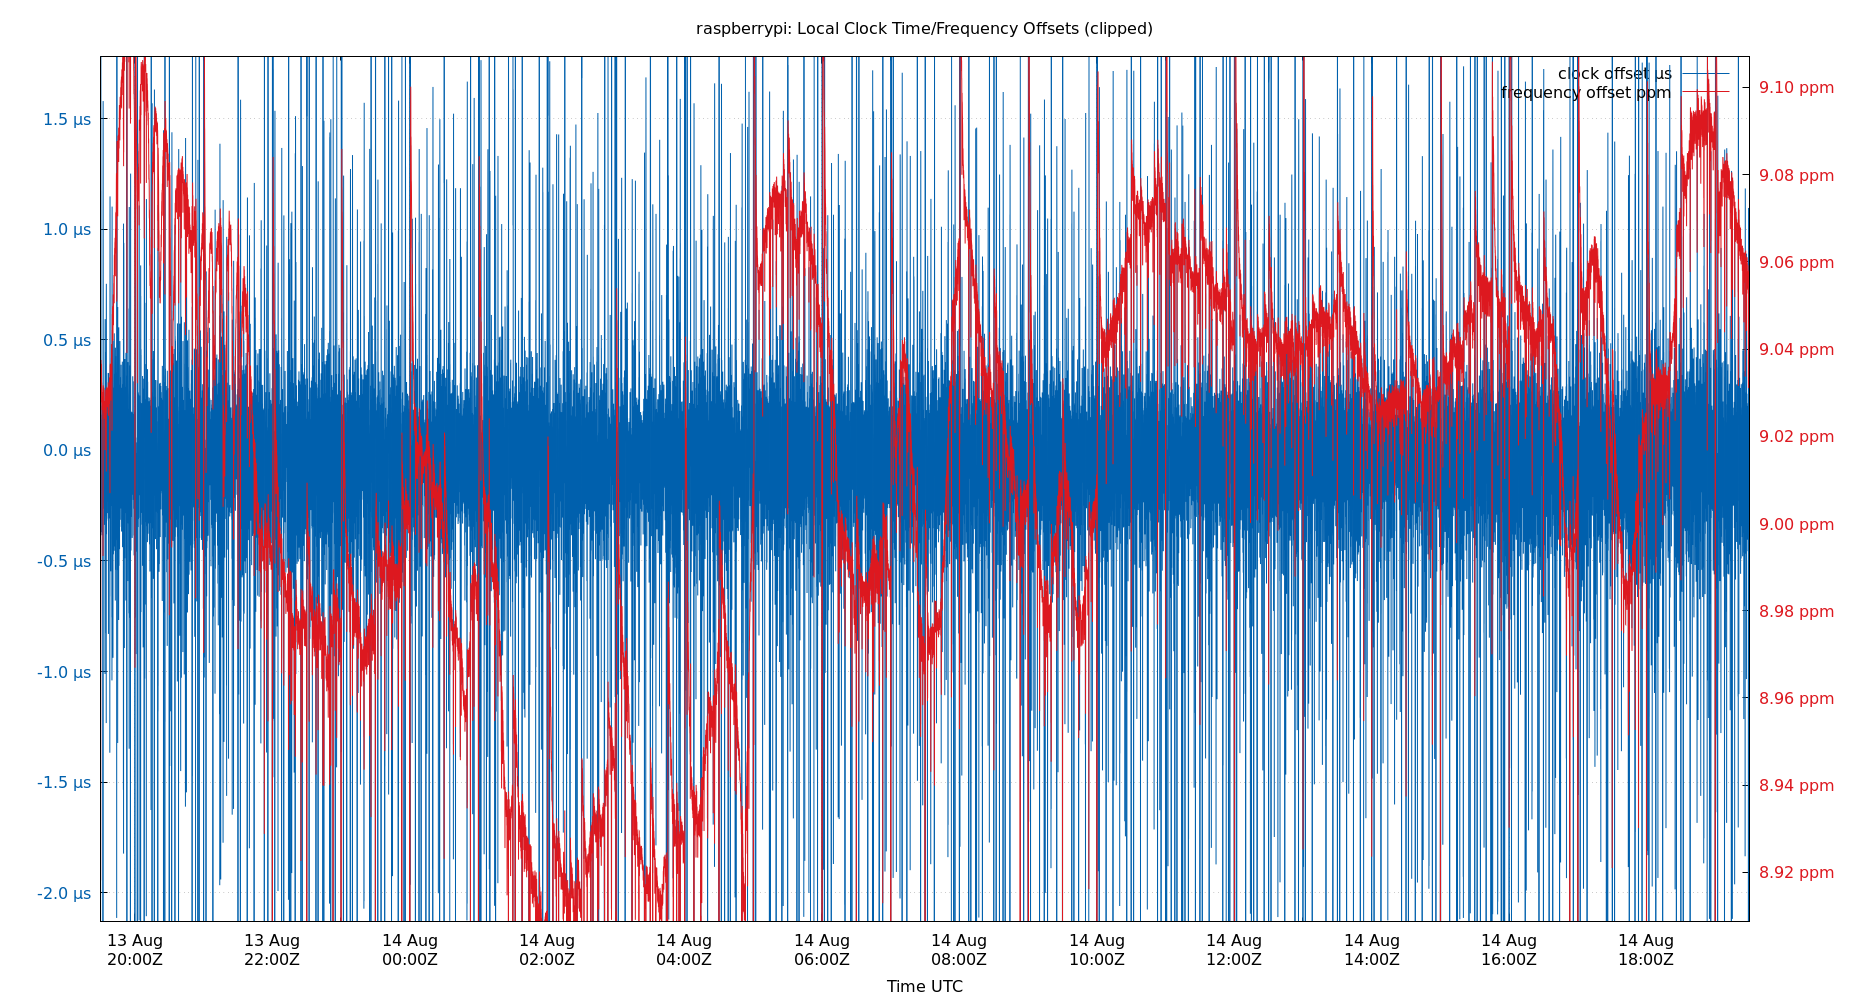 raspberrypi: Local Clock Time/Frequency Offsets (clipped)
clock offset µs
frequency offset ppm
1.5 µs
1.0 µs
0.5 µs
0.0 µs
-0.5 µs
-1.0 µs
-1.5 µs
-2.0 µs
9.10 ppm
9.08 ppm
9.06 ppm
9.04 ppm
9.02 ppm
9.00 ppm
8.98 ppm
8.96 ppm
8.94 ppm
8.92 ppm
13 Aug 13 Aug 14 Aug 14 Aug 14 Aug 14 Aug 14 Aug 14 Aug 14 Aug 14 Aug 14 Aug 14 Aug
20:00Z 22:00Z 00:00Z 02:00Z 04:00Z 06:00Z 08:00Z 10:00Z 12:00Z 14:00Z 16:00Z 18:00Z
Time UTC